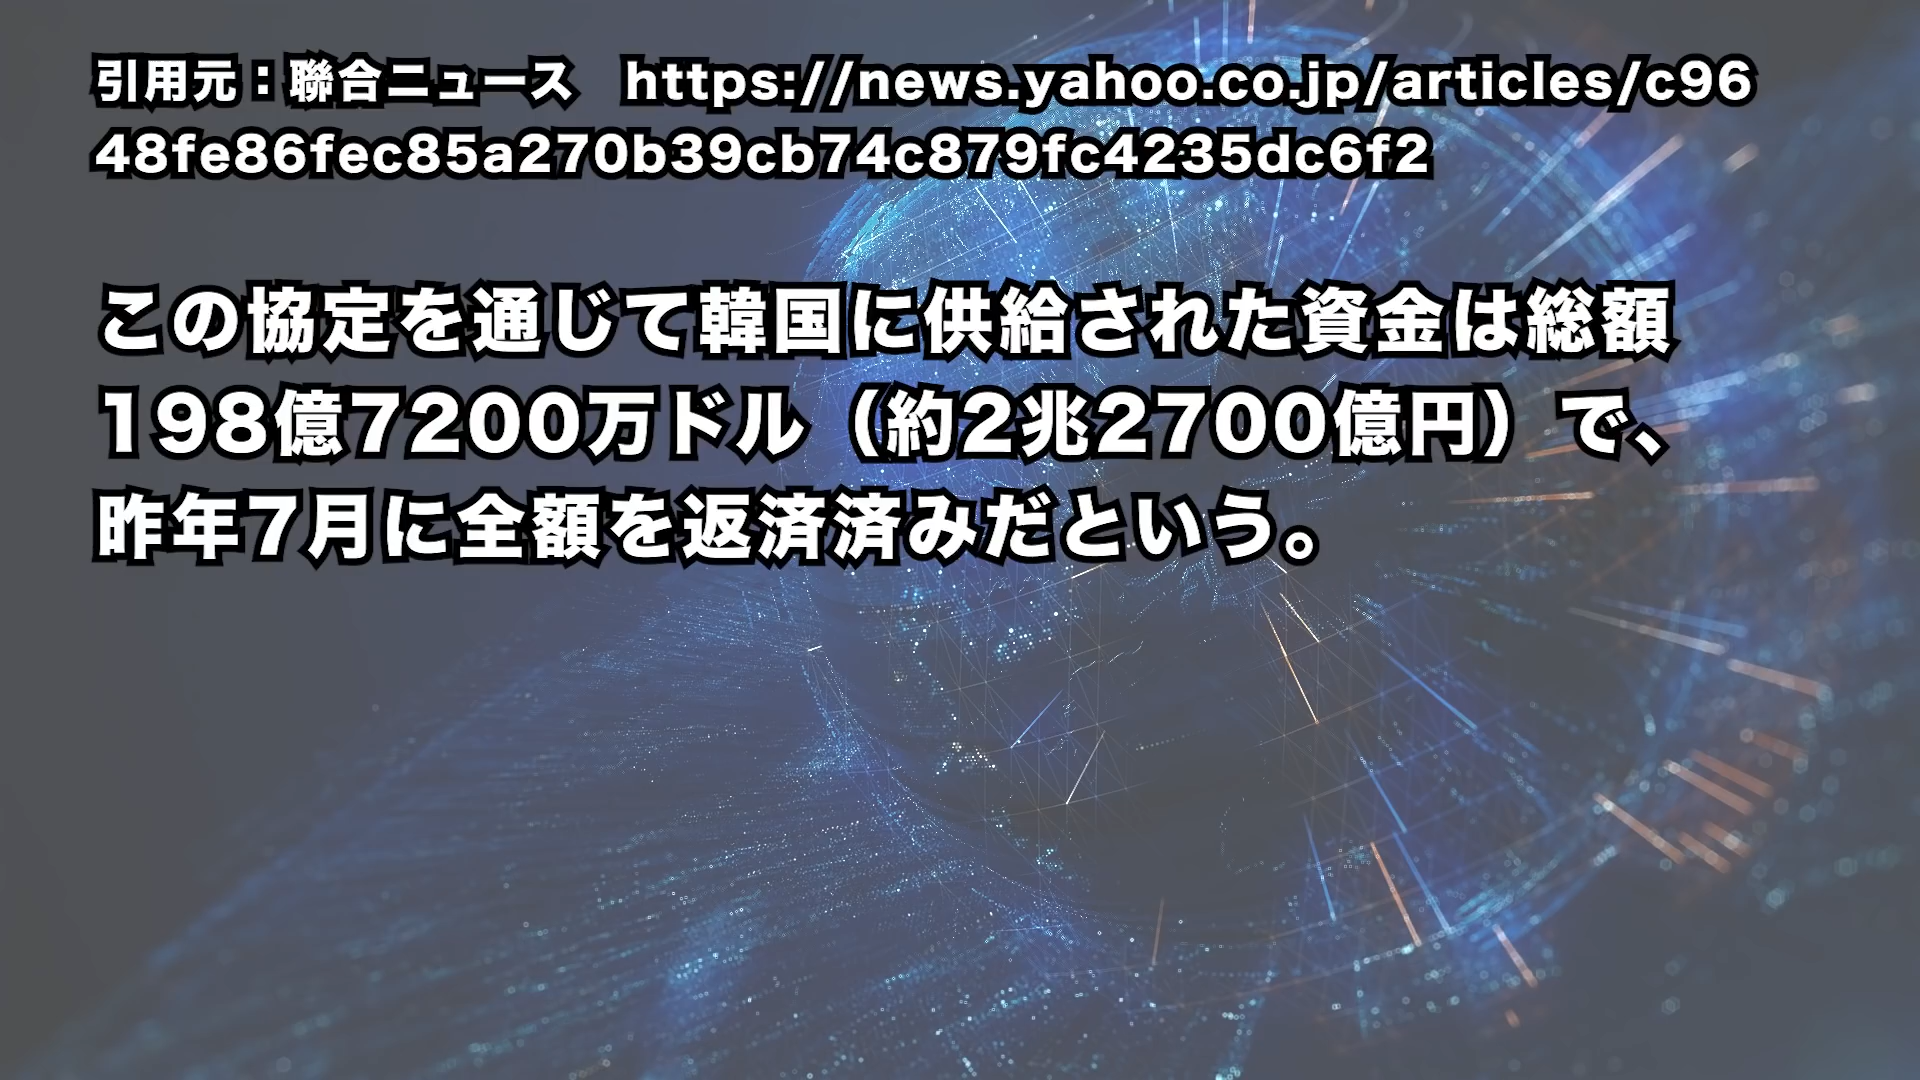 引用元：聯合ニュース　https://news.yahoo.co.jp/articles/c96
48fe86fec85a270b39cb74c879fc4235dc6f2
この協定を通じて韓国に供給された資金は総額
198億7200万ドル（約2兆2700億円）で、
昨年7月に全額を返済済みだという。